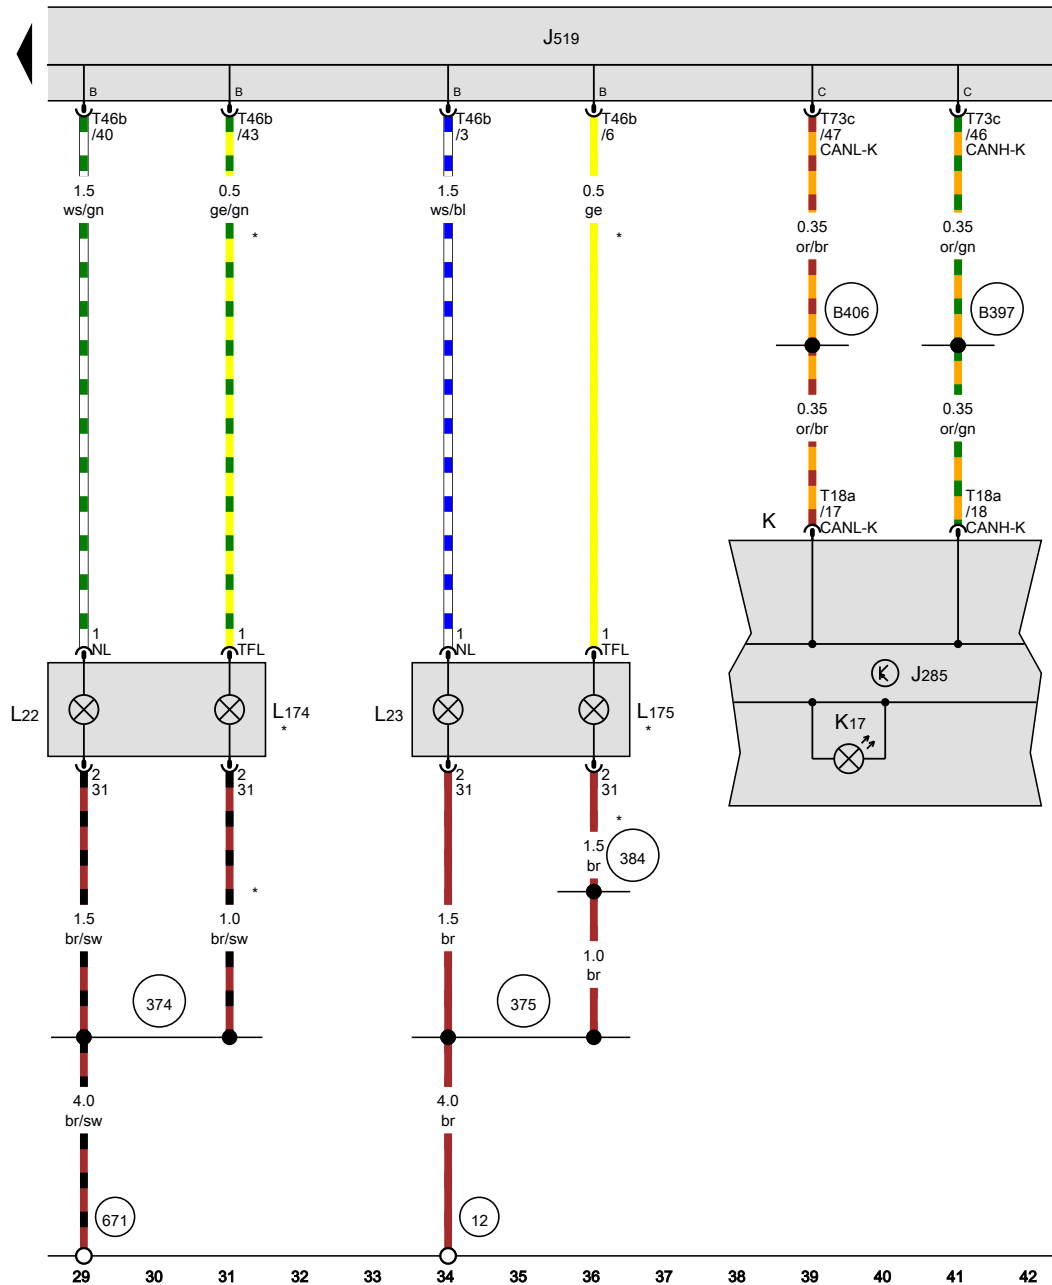 J519
B B B B C C
T46b
/40
T46b
/43
T46b
/3
T46b
/6
T73c
/47
CANL-K
T73c
/46
CANH-K
1.5
ws/gn
0.5
ge/gn
*
1.5
ws/bl
0.5
ge
*
0.35
or/br
0.35
or/gn
B406
B397
0.35
or/br
0.35
or/gn
K
T18a
/17
CANL-K
T18a
/18
CANH-K
1
NL
1
TFL
1
NL
1
TFL
L22
L174
*
L23
L175
*
J285
K17
2
31
2
31
2
31
2
31
*
1.5
br
384
*
1.5
br/sw
1.0
br/sw
1.5
br
1.0
br
374
375
4.0
br/sw
4.0
br
671
12
29 30 31 32 33 34 35 36 37 38 39 40 41 42